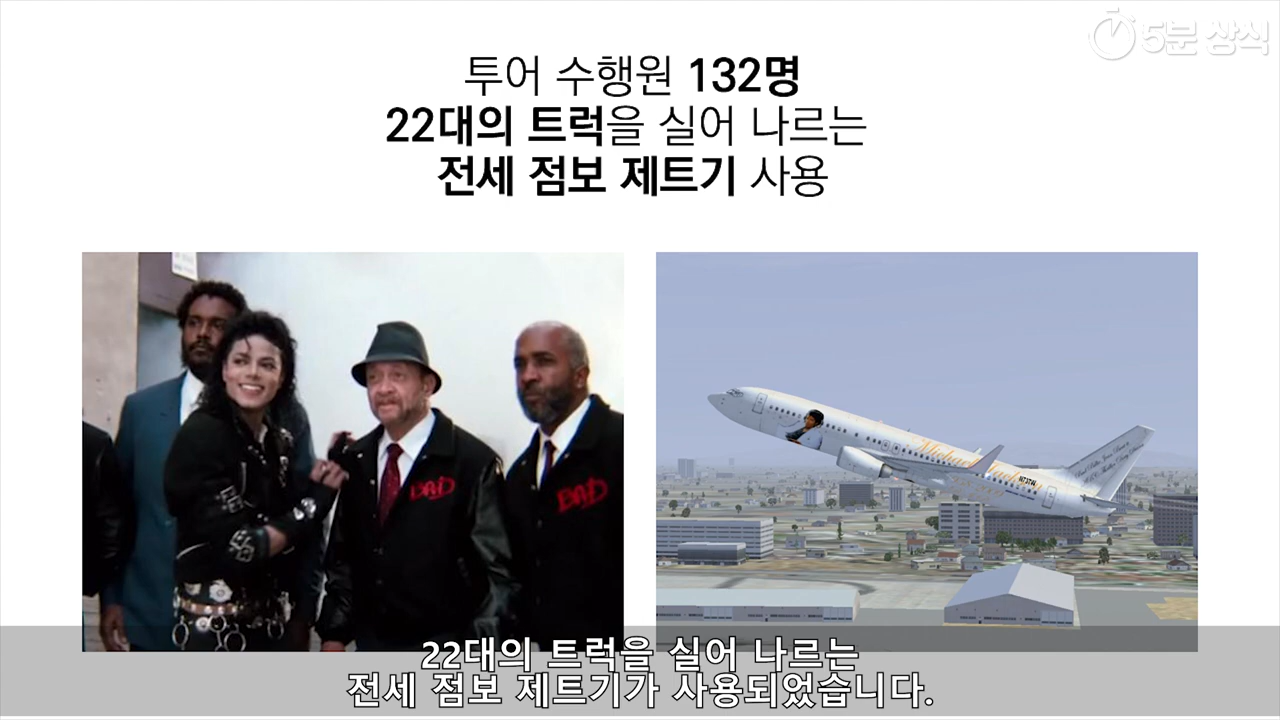 5분 상식
투어 수행원 132명
22대의 트럭을 실어 나르는
전세 점보 제트기 사용
BAD
BAD
Michael Jackson
N737AV
22대의 트럭을 실어 나르는
전세 점보 제트기가 사용되었습니다.